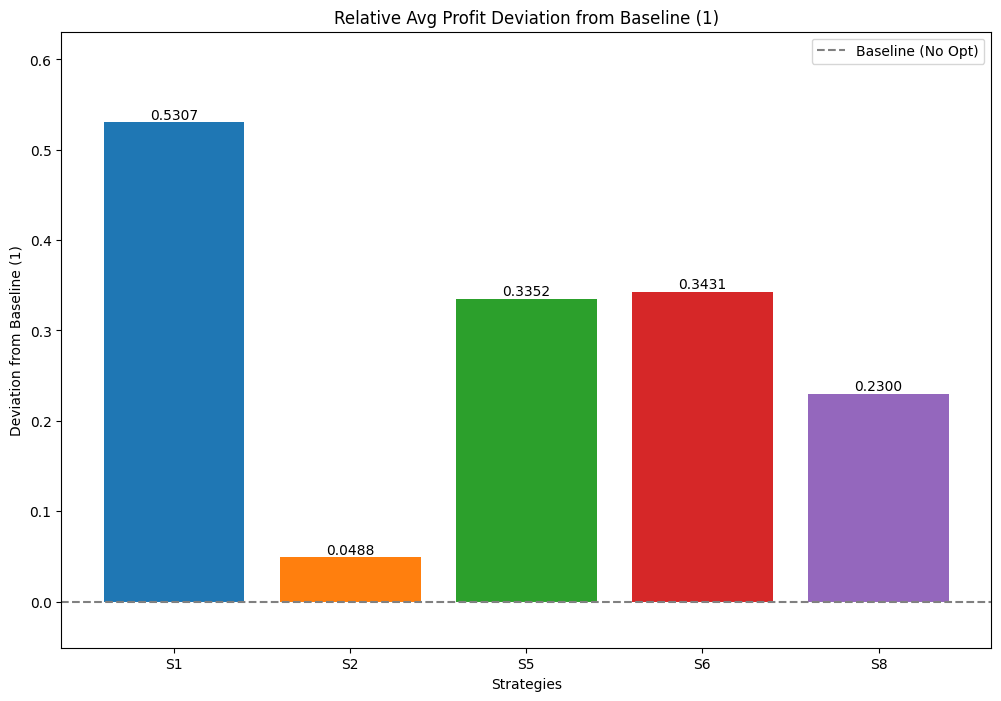 Relative Avg Profit Deviation from Baseline (1)
Baseline (No Opt)
0.6
0.5
0.4
0.3
0.2
0.1
0.0
Deviation from Baseline (1)
0.5307
0.0488
0.3352
0.3431
0.2300
S1
S2
S5
S6
S8
Strategies